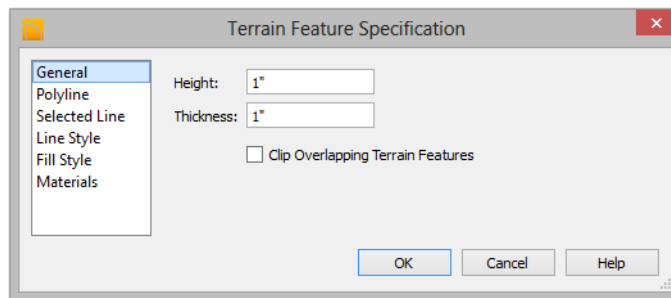 Terrain Feature Specification
General
Polyline
Selected Line
Line Style
Fill Style
Materials
Height: 1"
Thickness: 1"
Clip Overlapping Terrain Features
OK Cancel Help